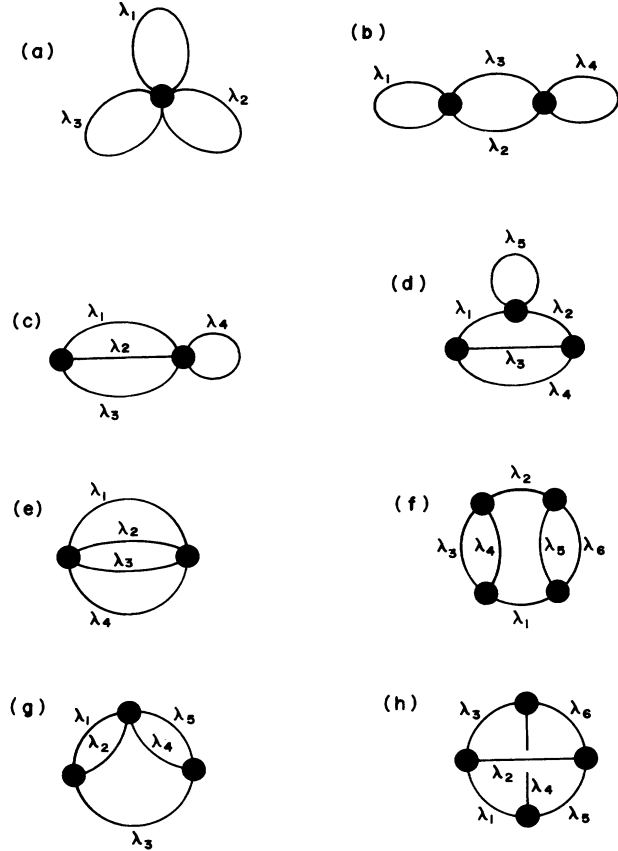 (a)
λ₁
λ₂
λ₃
(b)
λ₁
λ₃
λ₂
λ₄
(c)
λ₁
λ₂
λ₃
λ₄
(d)
λ₅
λ₁
λ₂
λ₃
λ₄
(e)
λ₁
λ₂
λ₃
λ₄
(f)
λ₂
λ₃
λ₄
λ₅
λ₆
λ₁
(g)
λ₁
λ₅
λ₂
λ₄
λ₃
(h)
λ₃
λ₆
λ₂
λ₄
λ₁
λ₅